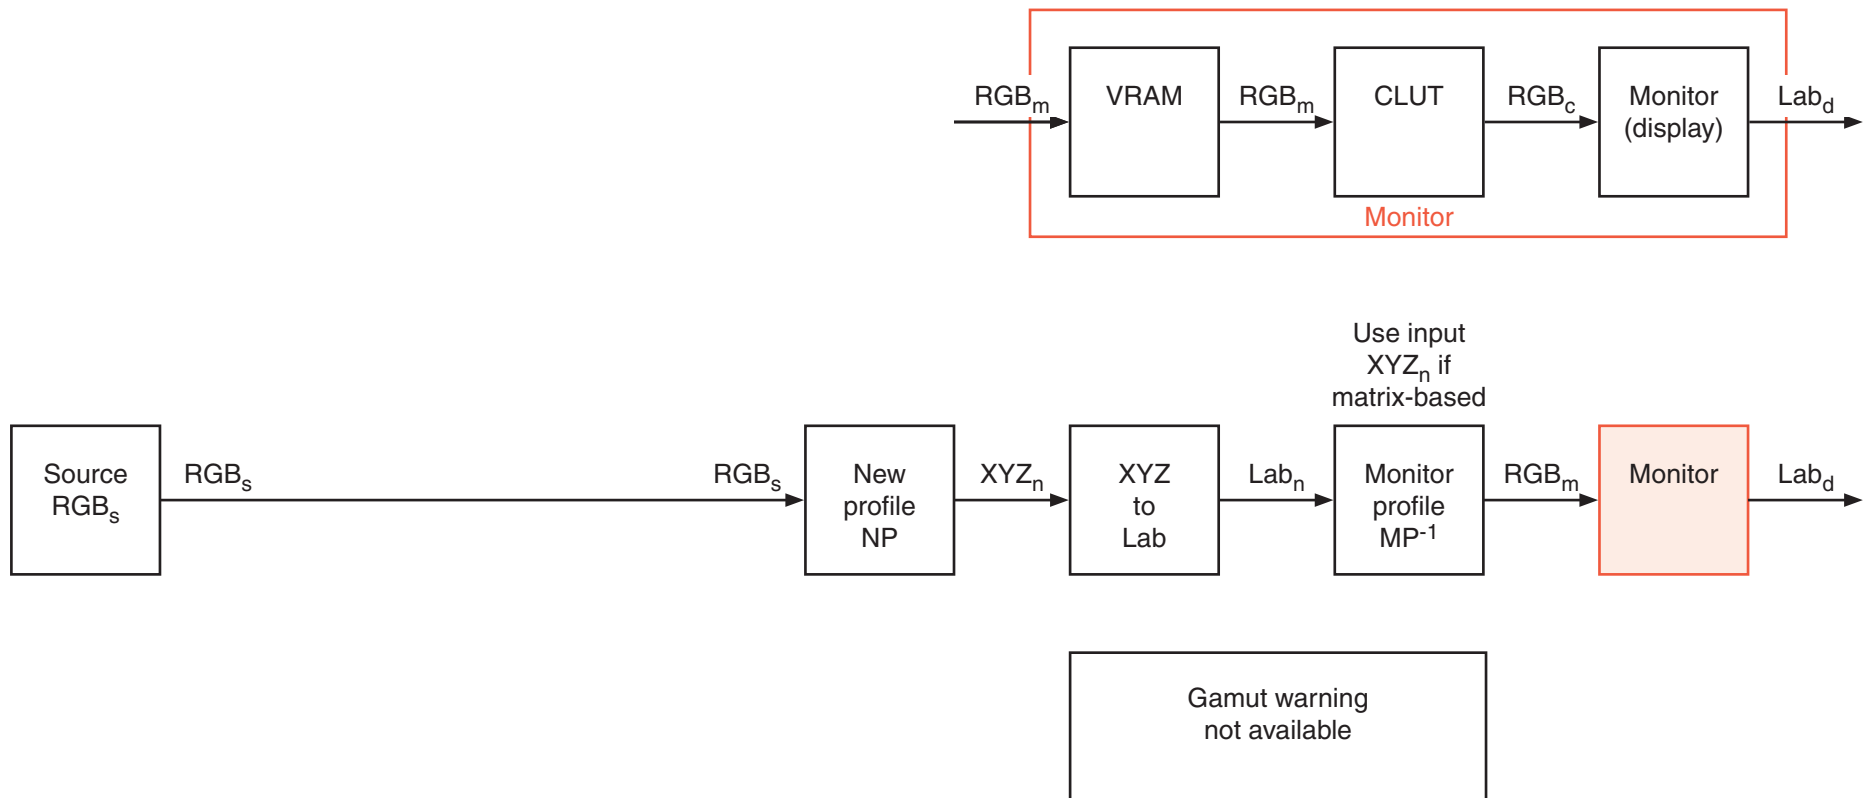 RGBm
VRAM
RGBm
CLUT
RGBc
Monitor
(display)
Labd
Monitor
Use input
XYZn if
matrix-based
Source
RGBs
RGBs
RGBs
New
profile
NP
XYZn
XYZ
to
Lab
Labn
Monitor
profile
MP-1
RGBm
Monitor
Labd
Gamut warning
not available